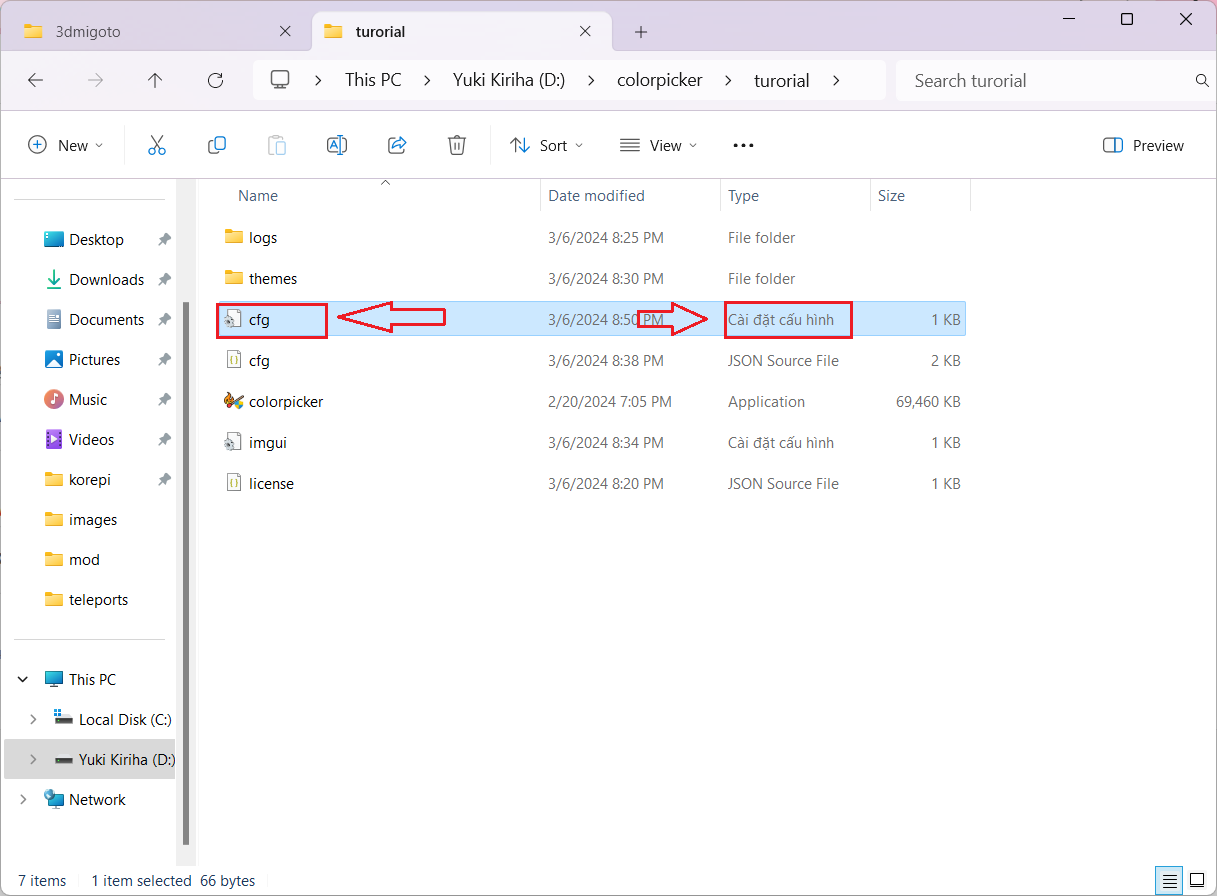 3dmigoto
turorial
This PC
Yuki Kiriha (D:)
colorpicker
turorial
Search turorial
New
Sort
View
Preview
Name
Date modified
Type
Size
Desktop
Downloads
Documents
Pictures
Music
Videos
korepi
images
mod
teleports
This PC
Local Disk (C:)
Yuki Kiriha (D:)
Network
logs 3/6/2024 8:25 PM File folder
themes 3/6/2024 8:30 PM File folder
cfg 3/6/2024 8:50 PM Cài đặt cấu hình 1 KB
cfg 3/6/2024 8:38 PM JSON Source File 2 KB
colorpicker 2/20/2024 7:05 PM Application 69,460 KB
imgui 3/6/2024 8:34 PM Cài đặt cấu hình 1 KB
license 3/6/2024 8:20 PM JSON Source File 1 KB
7 items
1 item selected 66 bytes